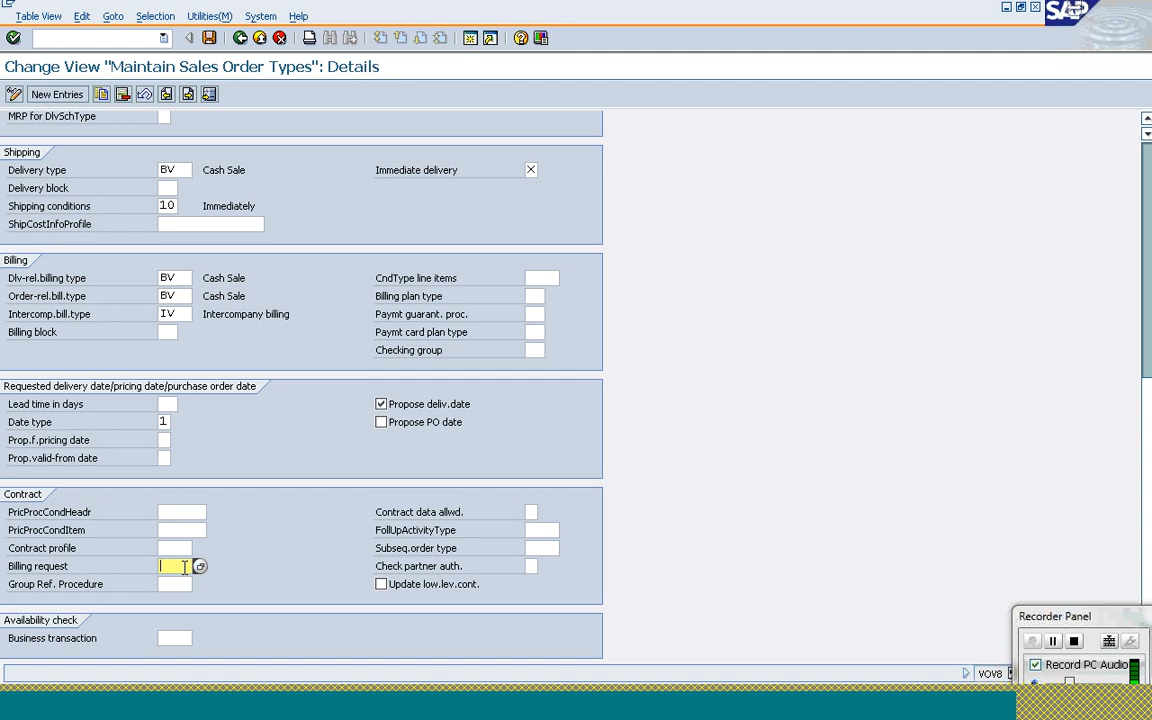 Table View Edit Goto Selection Utilities(M) System Help
SAP
Change View "Maintain Sales Order Types": Details
New Entries
MRP for DlvSchType
Shipping
Delivery type BV Cash Sale Immediate delivery X
Delivery block
Shipping conditions 10 Immediately
ShipCostInfoProfile
Billing
Dlv-rel.billing type BV Cash Sale CndType line items
Order-rel.bill.type BV Cash Sale Billing plan type
Intercomp.bill.type IV Intercompany billing Paymt guarant. proc.
Billing block Paymt card plan type
Checking group
Requested delivery date/pricing date/purchase order date
Lead time in days Propose deliv.date
Date type 1 Propose PO date
Prop.f.pricing date
Prop.valid-from date
Contract
PricProcCondHeadr Contract data allwd.
PricProcCondItem FollUpActivityType
Contract profile Subseq.order type
Billing request Check partner auth.
Group Ref. Procedure Update low.lev.cont.
Availability check
Business transaction
Recorder Panel
Record PC Audio
VOV8